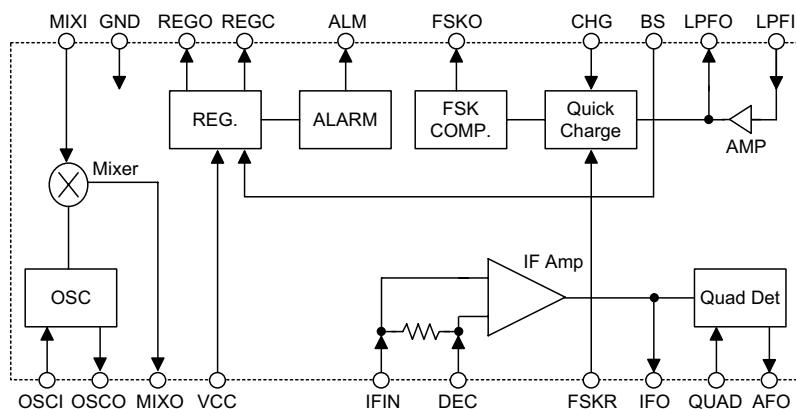 MIXI GND REGO REGC ALM FSKO CHG BS LPFO LPFI
REG.
ALARM
FSK
COMP.
Quick
Charge
AMP
Mixer
OSC
IF Amp
Quad Det
OSCI OSCO MIXO VCC IFIN DEC FSKR IFO QUAD AFO